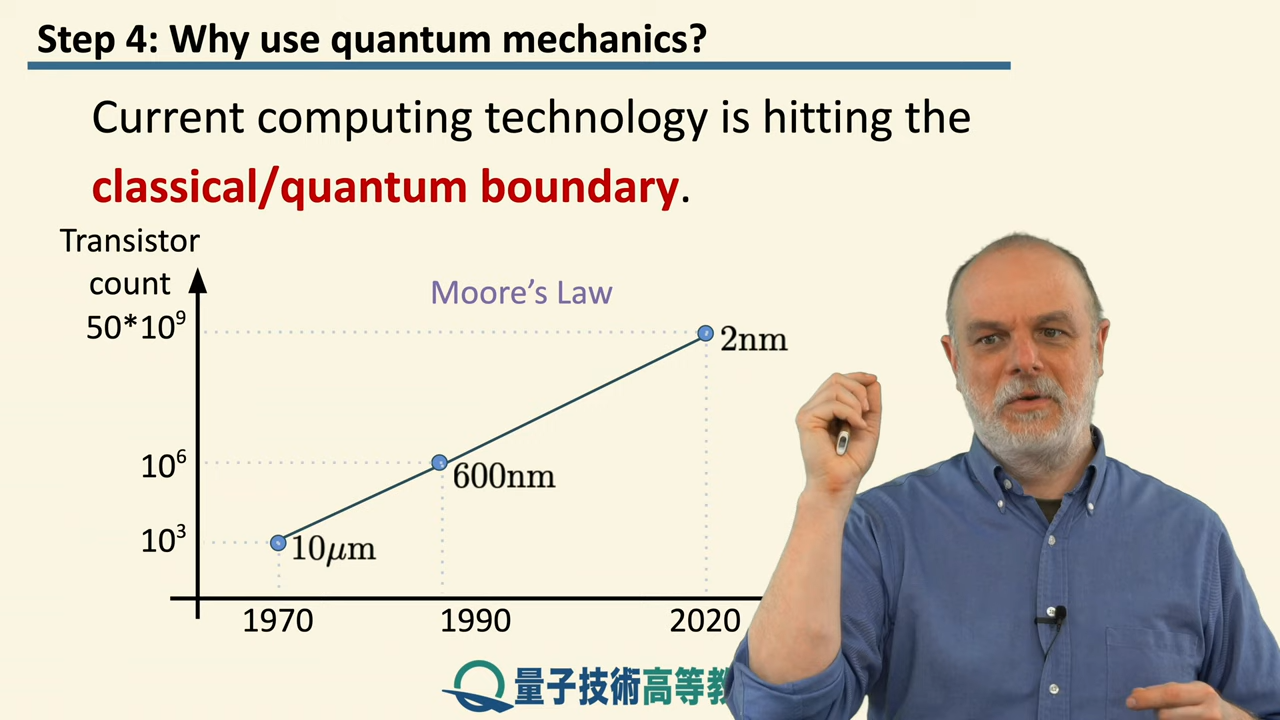 Step 4: Why use quantum mechanics?
Current computing technology is hitting the
classical/quantum boundary.
Transistor
count
Moore's Law
50*10⁹
2nm
10⁶
600nm
10³
10μm
1970
1990
2020
量子技術高等教